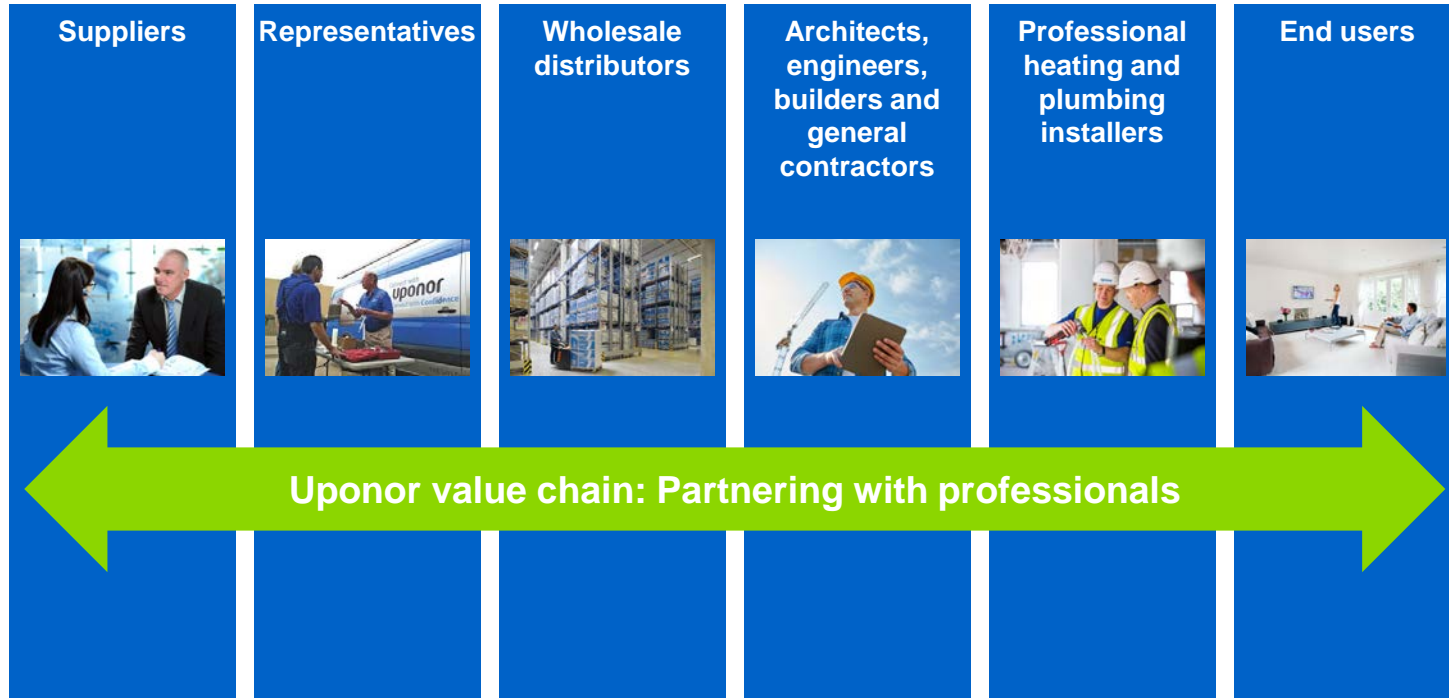 Suppliers
Representatives
Wholesale
distributors
Architects,
engineers,
builders and
general
contractors
Professional
heating and
plumbing
installers
End users
uponor
Uponor value chain: Partnering with professionals